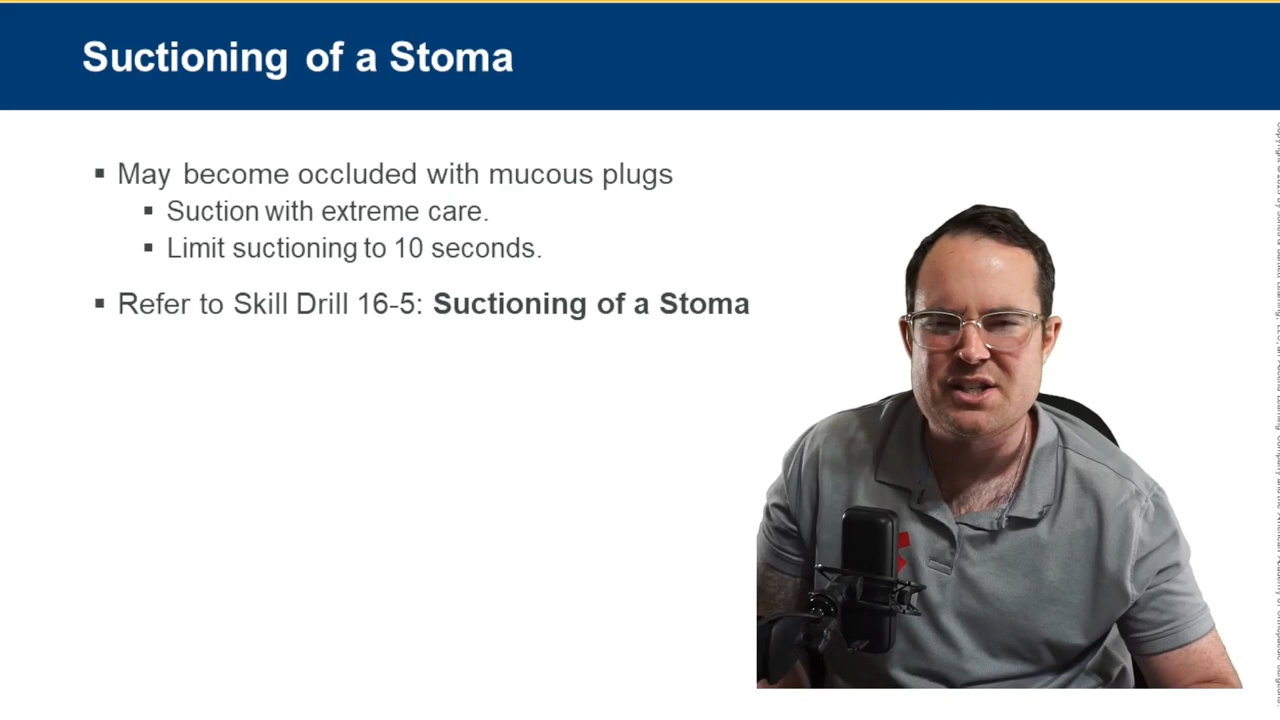 Suctioning of a Stoma
▪ May become occluded with mucous plugs
▪ Suction with extreme care.
▪ Limit suctioning to 10 seconds.
▪ Refer to Skill Drill 16-5: Suctioning of a Stoma